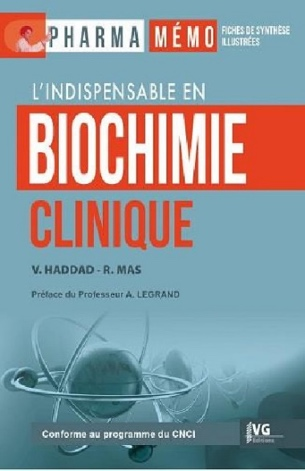 PHARMA MÉMO
FICHES DE SYNTHÈSE
ILLUSTRÉES
L'INDISPENSABLE EN
BIOCHIMIE
CLINIQUE
V. HADDAD - R. MAS
Préface du Professeur A. LEGRAND
Conforme au programme du CNCI
VG
Editions